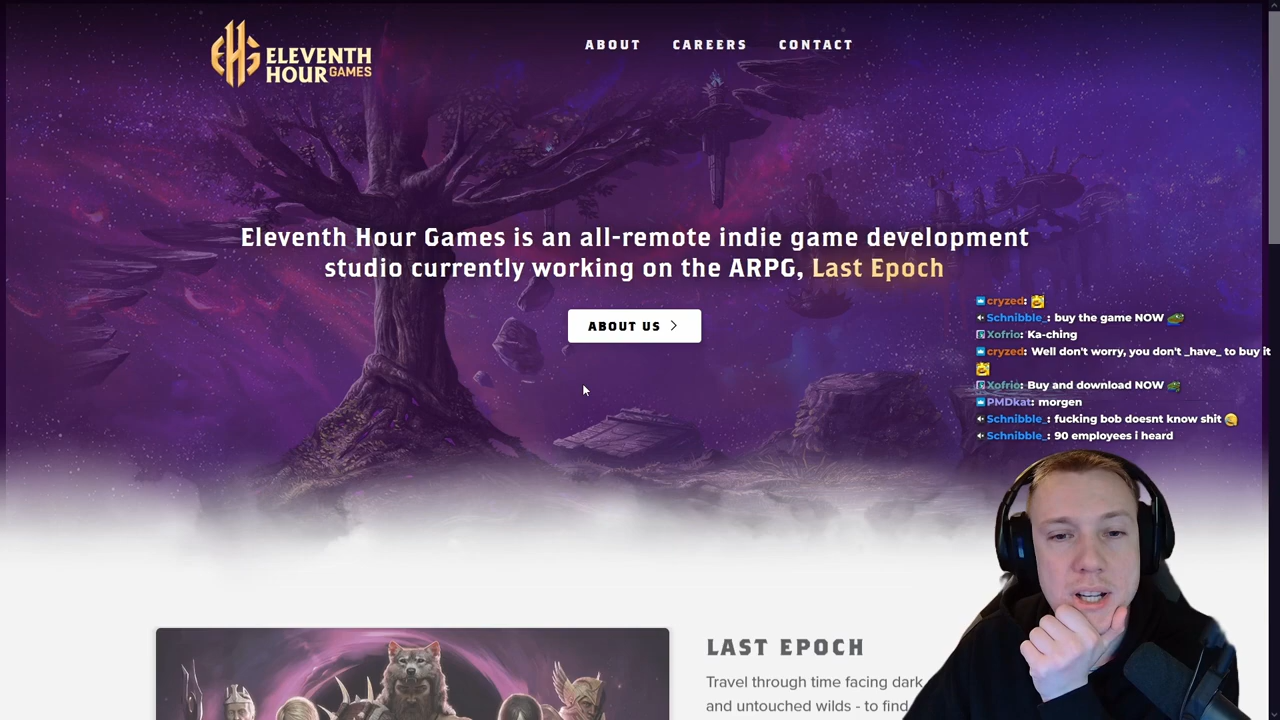 ELEVENTH
HOUR GAMES
ABOUT CAREERS CONTACT
Eleventh Hour Games is an all-remote indie game development
studio currently working on the ARPG, Last Epoch
ABOUT US
cryzed:
Schnibble_: buy the game NOW
Xofrio: Ka-ching
cryzed: Well don't worry, you don't _have_ to buy it
Xofrio: Buy and download NOW
PMDkat: morgen
Schnibble_: fucking bob doesnt know shit
Schnibble_: 90 employees i heard
LAST EPOCH
Travel through time facing dark
and untouched wilds - to find